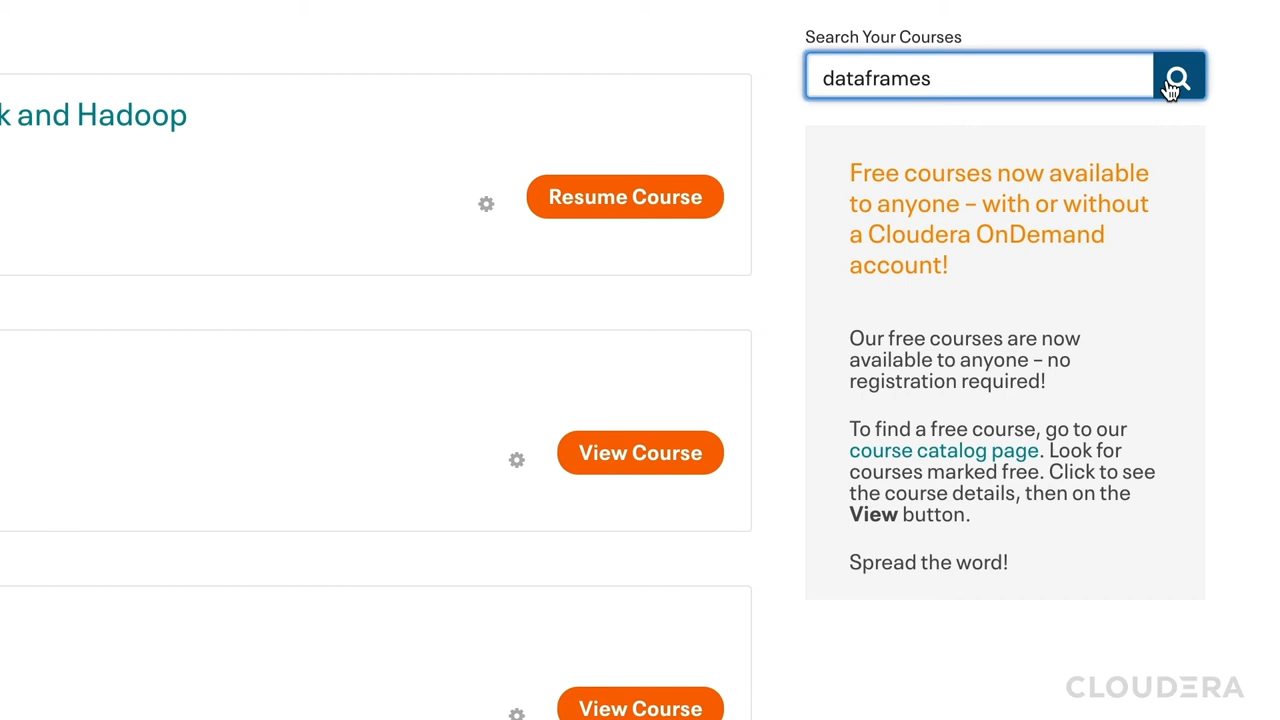 Search Your Courses
dataframes
k and Hadoop
Resume Course
View Course
View Course
Free courses now available
to anyone – with or without
a Cloudera OnDemand
account!
Our free courses are now
available to anyone – no
registration required!
To find a free course, go to our
course catalog page. Look for
courses marked free. Click to see
the course details, then on the
View button.
Spread the word!
CLOUDERA